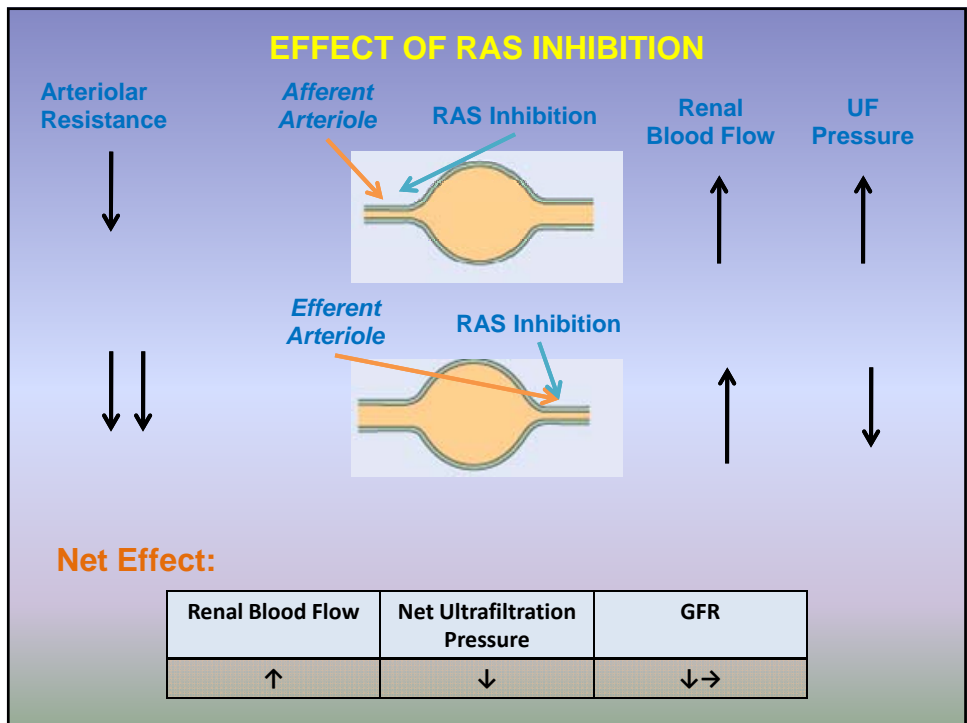 EFFECT OF RAS INHIBITION
Arteriolar
Resistance
Afferent
Arteriole
RAS Inhibition
Renal
Blood Flow
UF
Pressure
Efferent
Arteriole
RAS Inhibition
Net Effect:
Renal Blood Flow
Net Ultrafiltration
Pressure
GFR
↑
↓
↓→